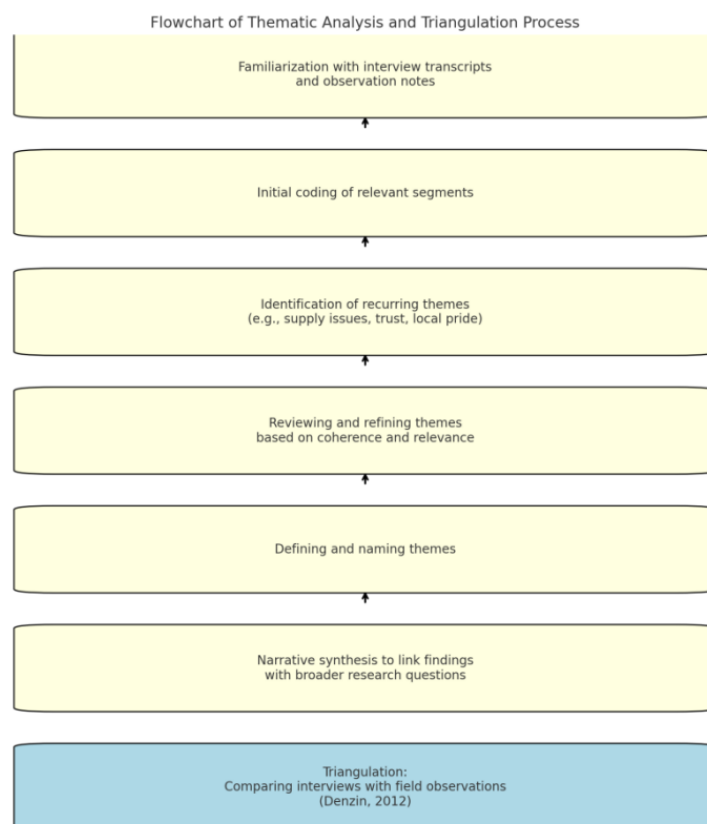 Flowchart of Thematic Analysis and Triangulation Process
Familiarization with interview transcripts
and observation notes
Initial coding of relevant segments
Identification of recurring themes
(e.g., supply issues, trust, local pride)
Reviewing and refining themes
based on coherence and relevance
Defining and naming themes
Narrative synthesis to link findings
with broader research questions
Triangulation:
Comparing interviews with field observations
(Denzin, 2012)